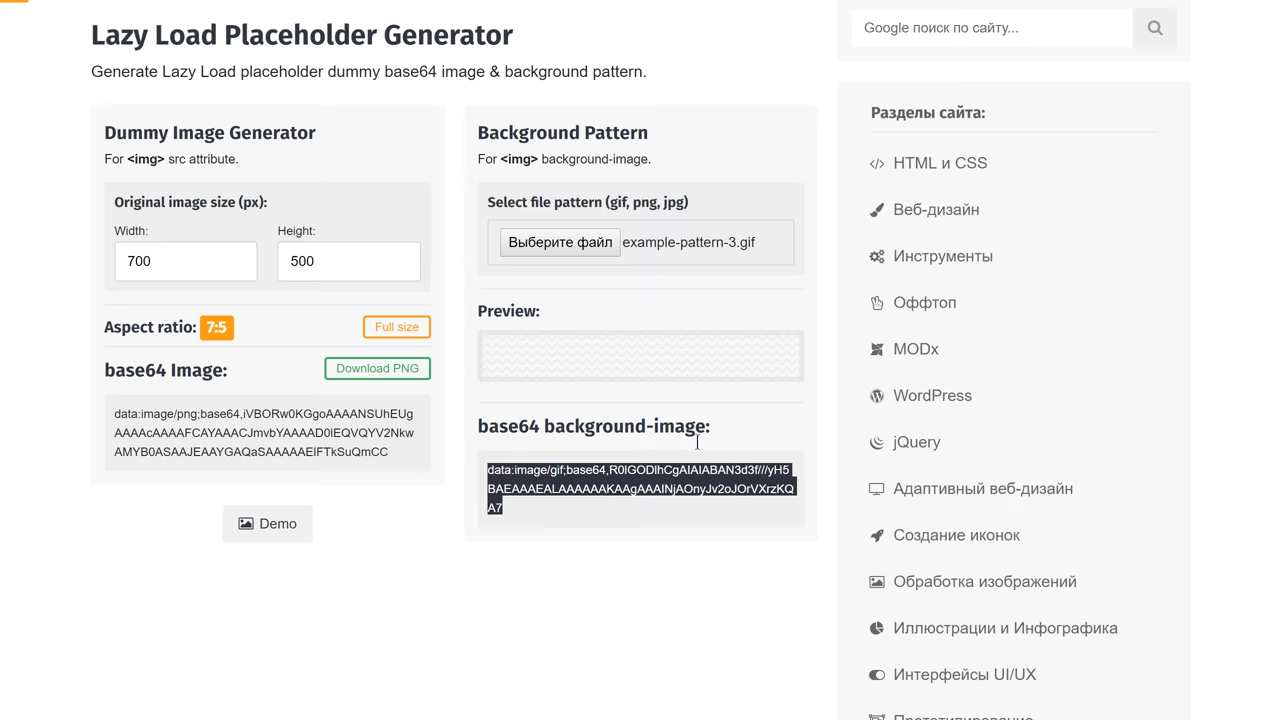 Lazy Load Placeholder Generator
Generate Lazy Load placeholder dummy base64 image & background pattern.
Dummy Image Generator
For <img> src attribute.
Original image size (px):
Width:
Height:
700
500
Aspect ratio: 7:5
Full size
base64 Image:
Download PNG
data:image/png;base64,iVBORw0KGgoAAAANSUhEUg
AAAAcAAAAFCAYAAACJmvbYAAAAD0lEQVQYV2Nkw
AMYB0ASAAJEAAYGAQaSAAAAAElFTkSuQmCC
Demo
Background Pattern
For <img> background-image.
Select file pattern (gif, png, jpg)
Выберите файл example-pattern-3.gif
Preview:
base64 background-image:
data:image/gif;base64,R0lGODlhCgAIAIABAN3d3f///yH5
BAEAAAEALAAAAAAKAAgAAAINjAOnyJv2oJOrVXrzKQ
A7
Google поиск по сайту...
Разделы сайта:
HTML и CSS
Веб-дизайн
Инструменты
Оффтоп
MODx
WordPress
jQuery
Адаптивный веб-дизайн
Создание иконок
Обработка изображений
Иллюстрации и Инфографика
Интерфейсы UI/UX
Прототипирование